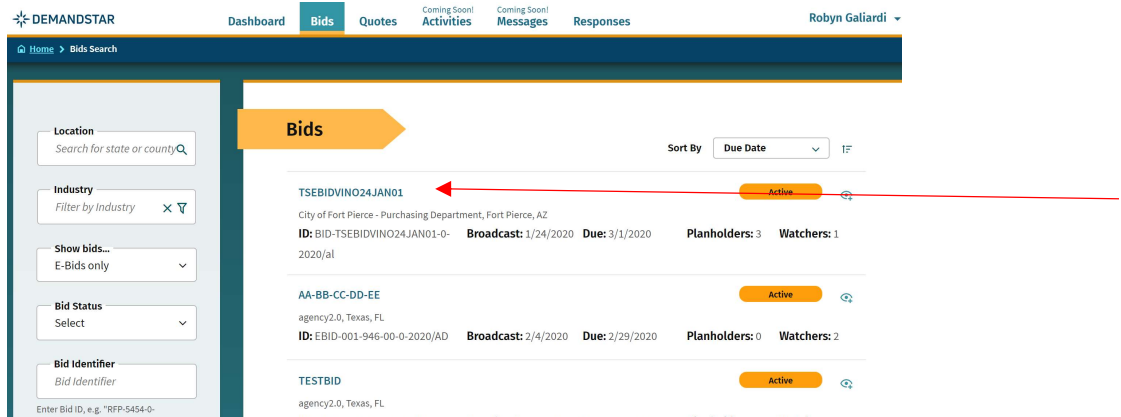 DEMANDSTAR
Dashboard
Bids
Quotes
Coming Soon!
Activities
Coming Soon!
Messages
Responses
Robyn Galiardi
Home > Bids Search
Location
Search for state or county
Industry
Filter by Industry
Show bids...
E-Bids only
Bid Status
Select
Bid Identifier
Bid Identifier
Enter Bid ID, e.g. "RFP-5454-0-
Bids
Sort By Due Date
TSEBIDVINO24JAN01
Active
City of Fort Pierce - Purchasing Department, Fort Pierce, AZ
ID: BID-TSEBIDVINO24JAN01-0- Broadcast: 1/24/2020 Due: 3/1/2020 Planholders: 3 Watchers: 1
2020/al
AA-BB-CC-DD-EE
Active
agency2.0, Texas, FL
ID: EBID-001-946-00-0-2020/AD Broadcast: 2/4/2020 Due: 2/29/2020 Planholders: 0 Watchers: 2
TESTBID
Active
agency2.0, Texas, FL